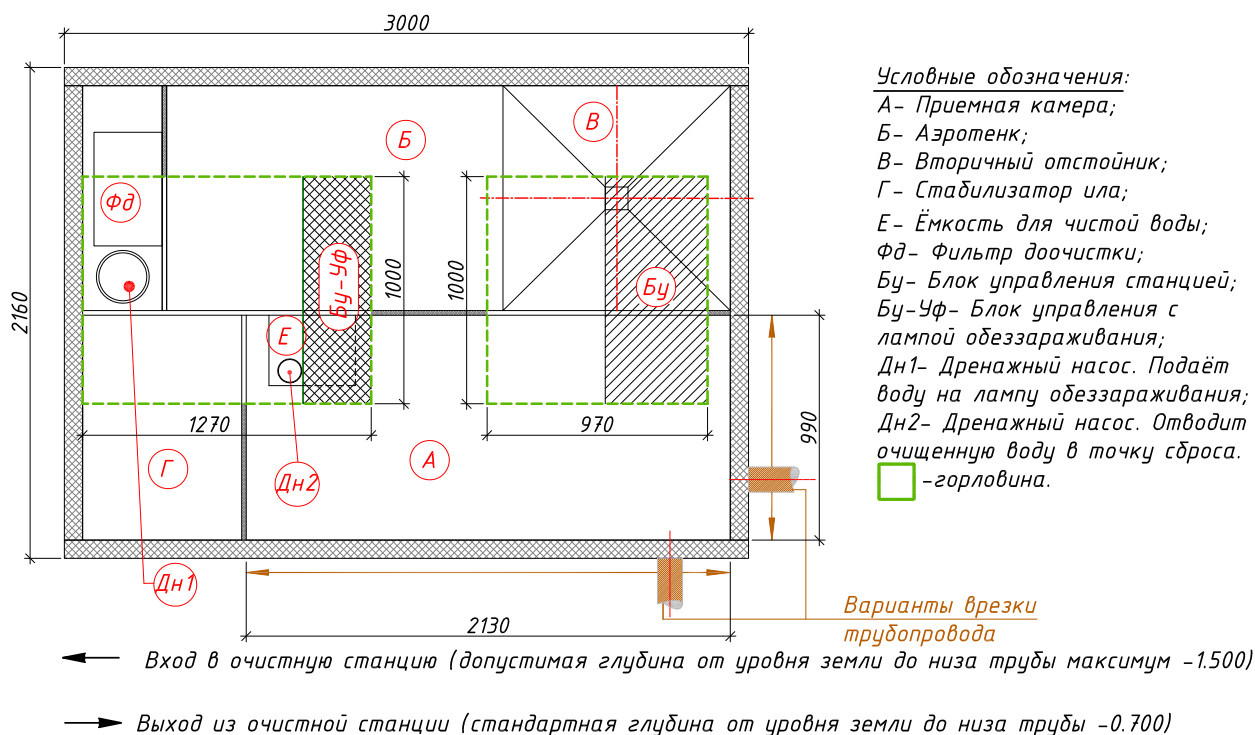 3000
Условные обозначения:
А- Приемная камера;
Б- Аэротенк;
В- Вторичный отстойник;
Г- Стабилизатор ила;
Е- Ёмкость для чистой воды;
Фд- Фильтр доочистки;
Бу- Блок управления станцией;
Бу-Уф- Блок управления с
лампой обеззараживания;
Дн1- Дренажный насос. Подаёт
воду на лампу обеззараживания;
Дн2- Дренажный насос. Отводит
очищенную воду в точку сброса.
-горловина.
В
Б
Фд
Бу-Уф
1000
1000
Бу
2160
Е
1270
970
990
А
Г
Дн2
Дн1
2130
Варианты врезки
трубопровода
Вход в очистную станцию (допустимая глубина от уровня земли до низа трубы максимум -1.500)
Выход из очистной станции (стандартная глубина от уровня земли до низа трубы -0.700)